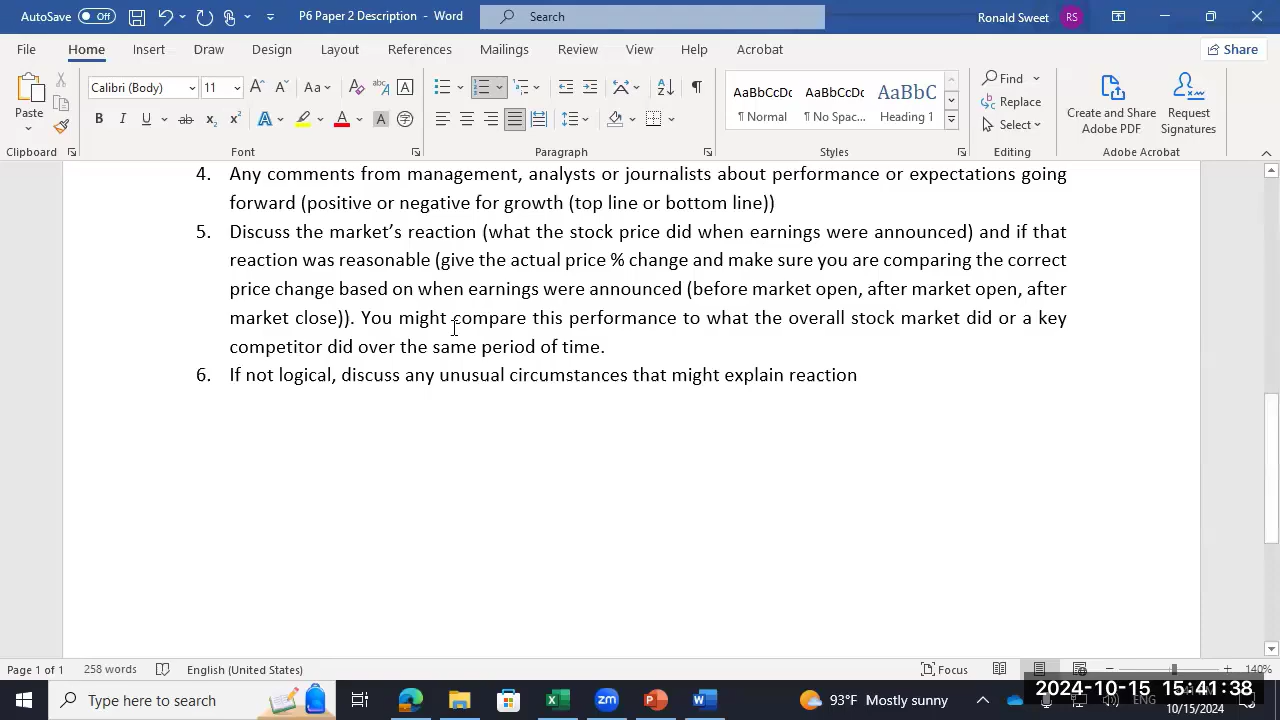 AutoSave Off P6 Paper 2 Description - Word Search Ronald Sweet RS
File Home Insert Draw Design Layout References Mailings Review View Help Acrobat Share
Paste
Clipboard
Calibri (Body) 11
Font
Paragraph
AaBbCcDc AaBbCcDc AaBbC
¶ Normal ¶ No Spac... Heading 1
Styles
Find
Replace
Select
Editing
Create and Share Adobe PDF
Request Signatures
Adobe Acrobat
4. Any comments from management, analysts or journalists about performance or expectations going
forward (positive or negative for growth (top line or bottom line))
5. Discuss the market’s reaction (what the stock price did when earnings were announced) and if that
reaction was reasonable (give the actual price % change and make sure you are comparing the correct
price change based on when earnings were announced (before market open, after market open, after
market close)). You might compare this performance to what the overall stock market did or a key
competitor did over the same period of time.
6. If not logical, discuss any unusual circumstances that might explain reaction
Page 1 of 1 258 words English (United States) Focus 140%
Type here to search 93°F Mostly sunny ENG
2024-10-15 15:41:38
10/15/2024